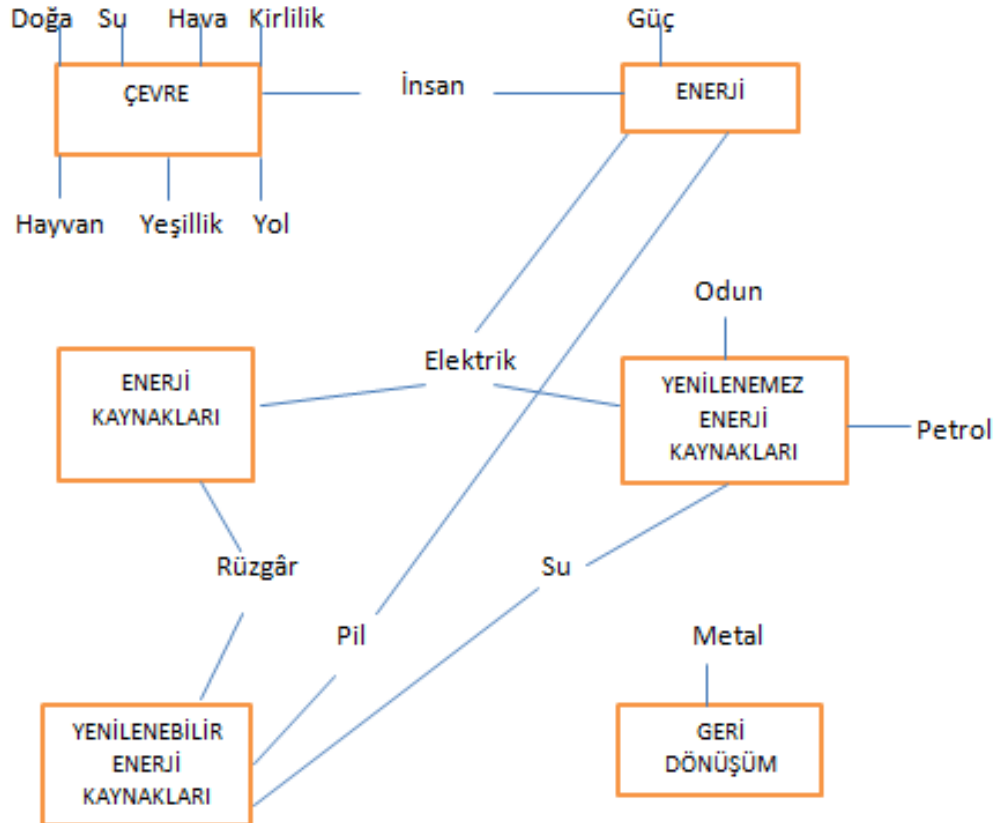 Doğa Su Hava Kirlilik Güç
ÇEVRE İnsan ENERJİ
Hayvan Yeşillik Yol
Odun
Elektrik
ENERJİ
KAYNAKLARI
YENİLENEMEZ
ENERJİ
KAYNAKLARI
Petrol
Rüzgâr Su
Pil Metal
YENİLENEBİLİR
ENERJİ
KAYNAKLARI
GERİ
DÖNÜŞÜM